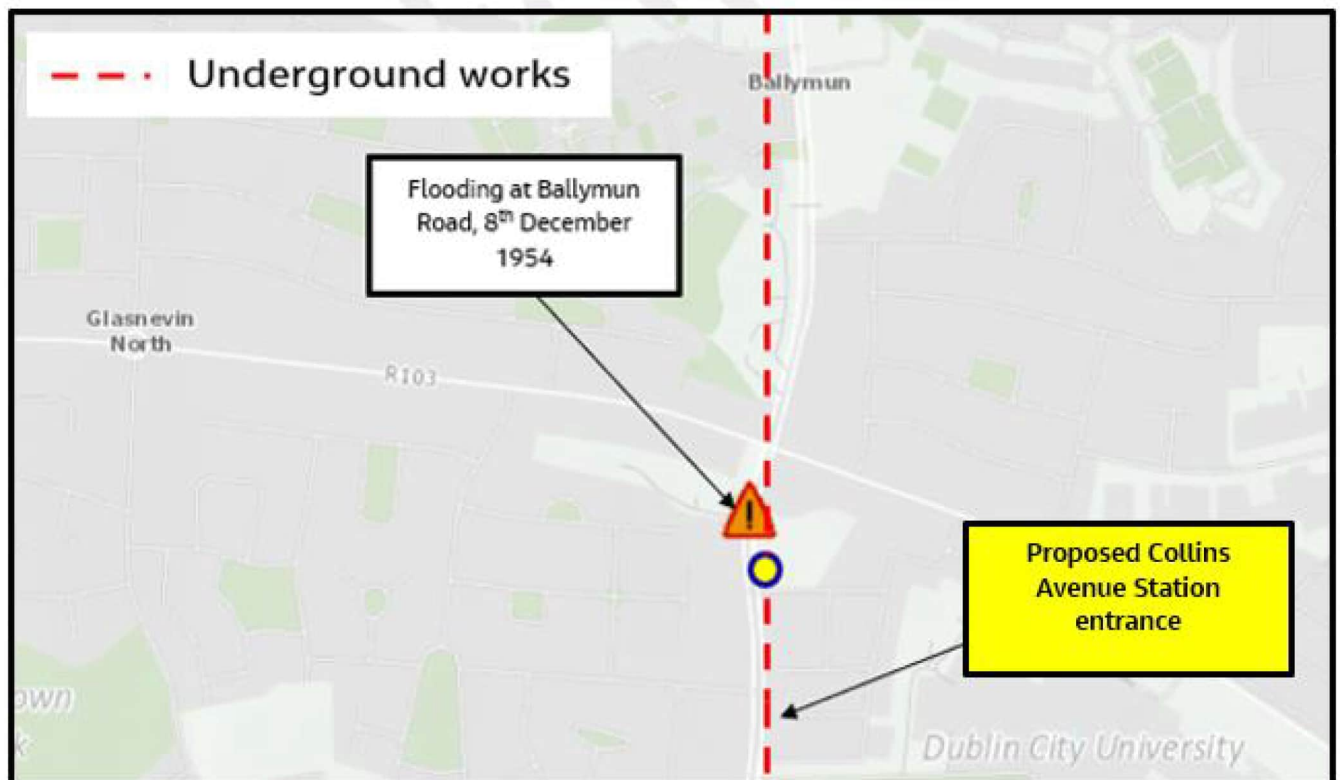 Underground works
Ballymun
Flooding at Ballymun
Road, 8th December
1954
Glasnevin
North
R103
Proposed Collins
Avenue Station
entrance
own
k
Dublin City University